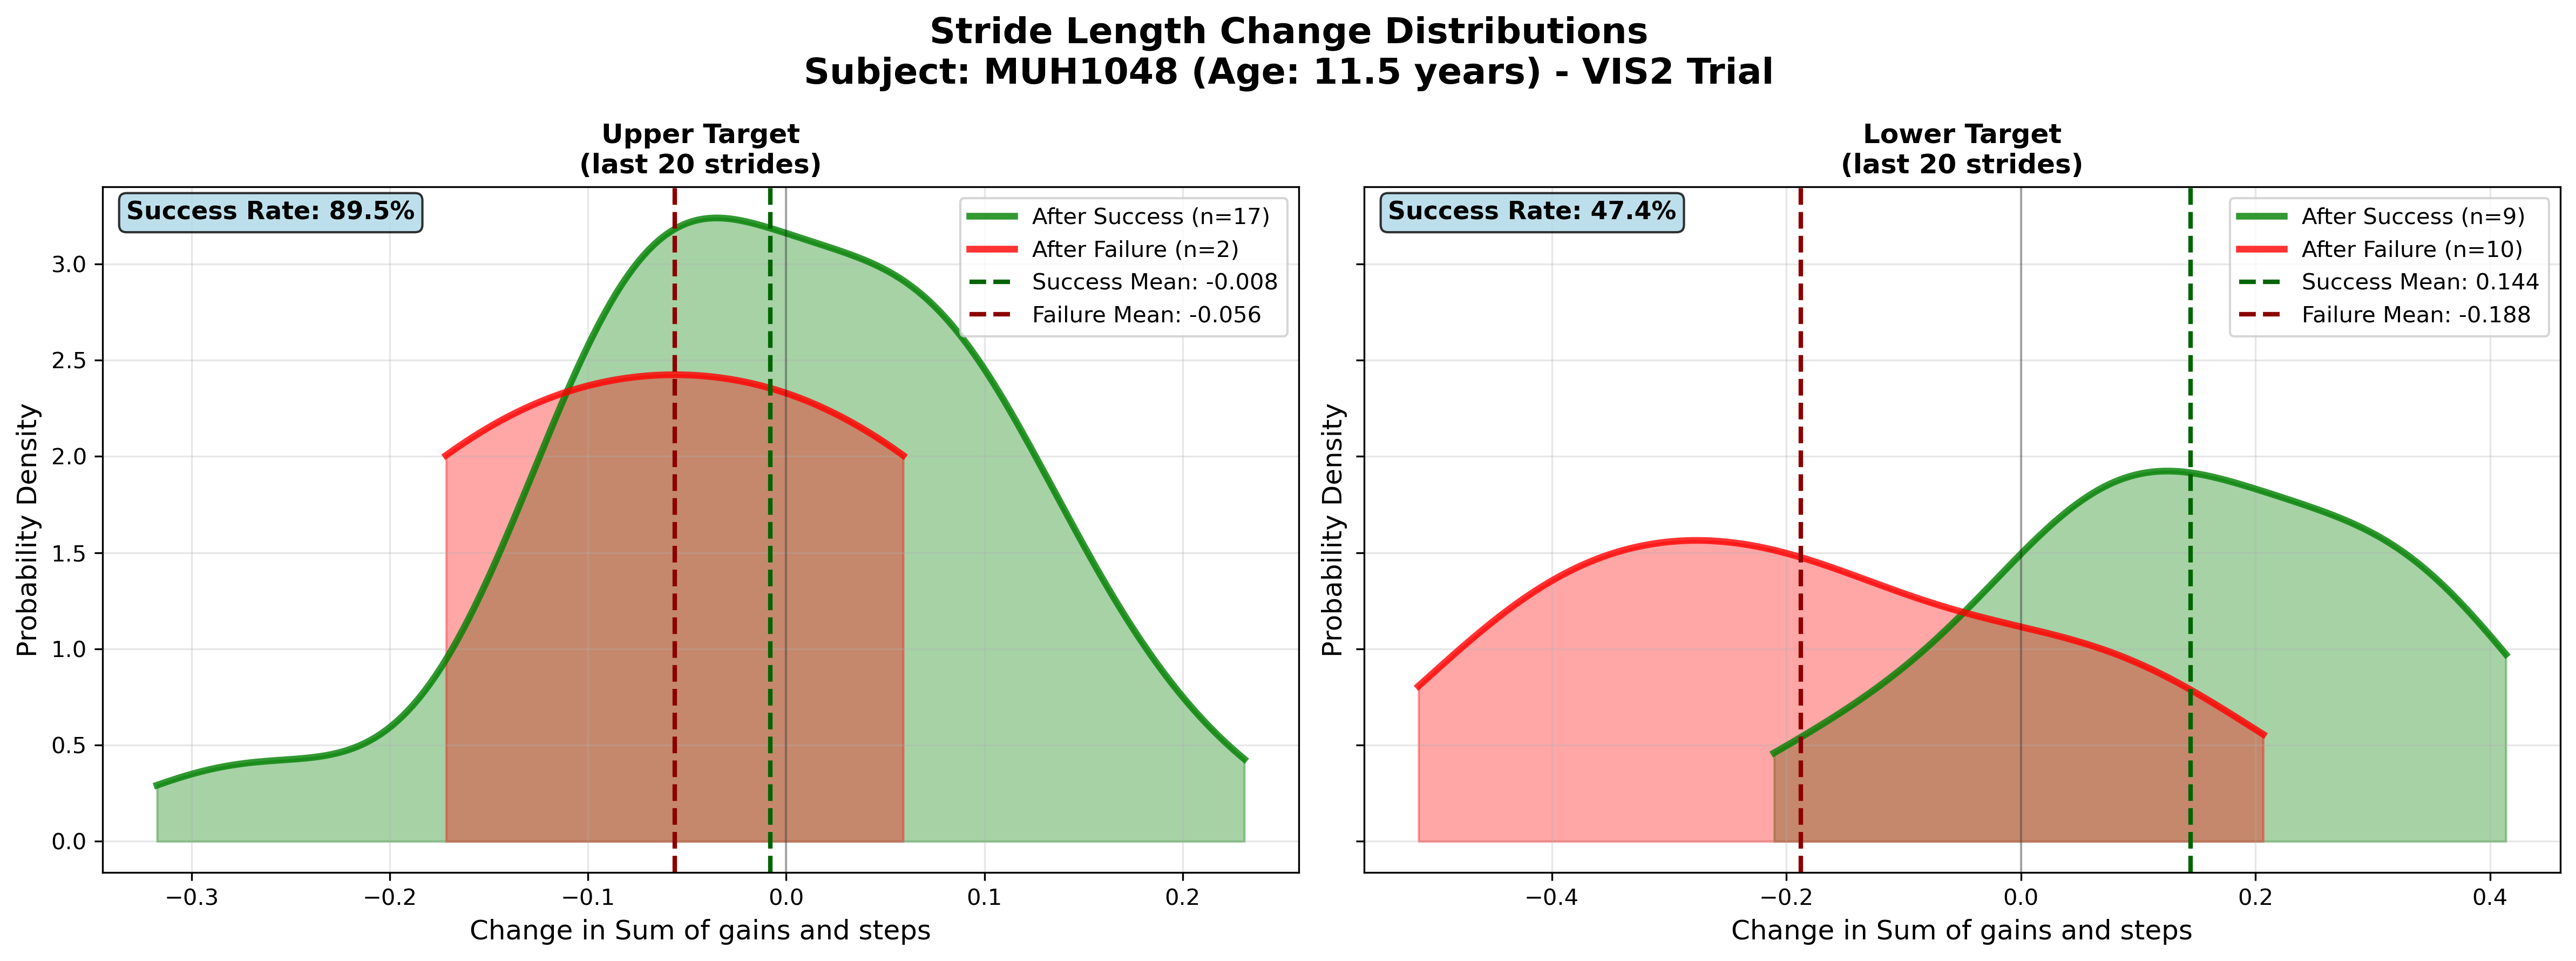 Stride Length Change Distributions
Subject: MUH1048 (Age: 11.5 years) - VIS2 Trial
Upper Target
(last 20 strides)
Success Rate: 89.5%
After Success (n=17)
After Failure (n=2)
Success Mean: -0.008
Failure Mean: -0.056
Probability Density
3.0
2.5
2.0
1.5
1.0
0.5
0.0
−0.3
−0.2
−0.1
0.0
0.1
0.2
Change in Sum of gains and steps
Lower Target
(last 20 strides)
Success Rate: 47.4%
After Success (n=9)
After Failure (n=10)
Success Mean: 0.144
Failure Mean: -0.188
Probability Density
−0.4
−0.2
0.0
0.2
0.4
Change in Sum of gains and steps